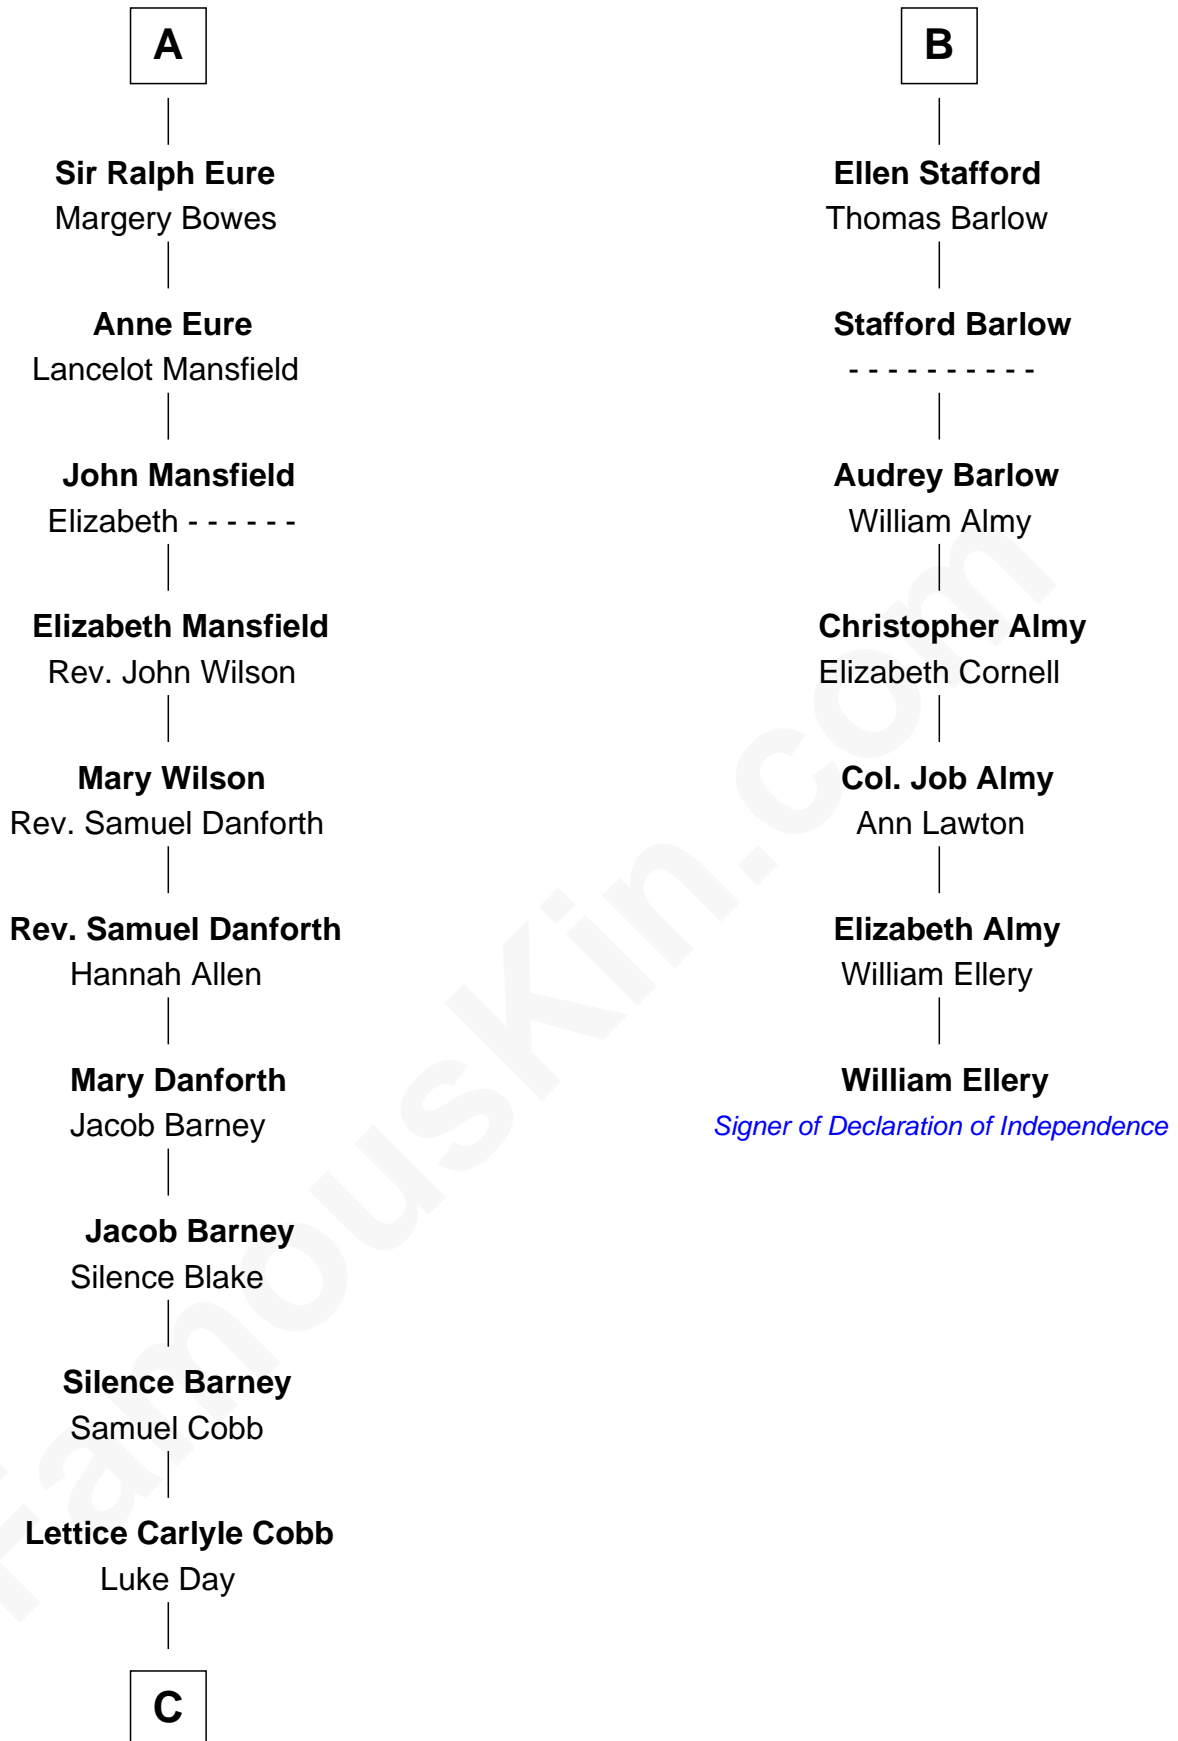 A
Sir Ralph Eure
Margery Bowes
Anne Eure
Lancelot Mansfield
John Mansfield
Elizabeth - - - - - -
Elizabeth Mansfield
Rev. John Wilson
Mary Wilson
Rev. Samuel Danforth
Rev. Samuel Danforth
Hannah Allen
Mary Danforth
Jacob Barney
Jacob Barney
Silence Blake
Silence Barney
Samuel Cobb
Lettice Carlyle Cobb
Luke Day
C
B
Ellen Stafford
Thomas Barlow
Stafford Barlow
- - - - - - - - - -
Audrey Barlow
William Almy
Christopher Almy
Elizabeth Cornell
Col. Job Almy
Ann Lawton
Elizabeth Almy
William Ellery
William Ellery
Signer of Declaration of Independence
FamousKin.com